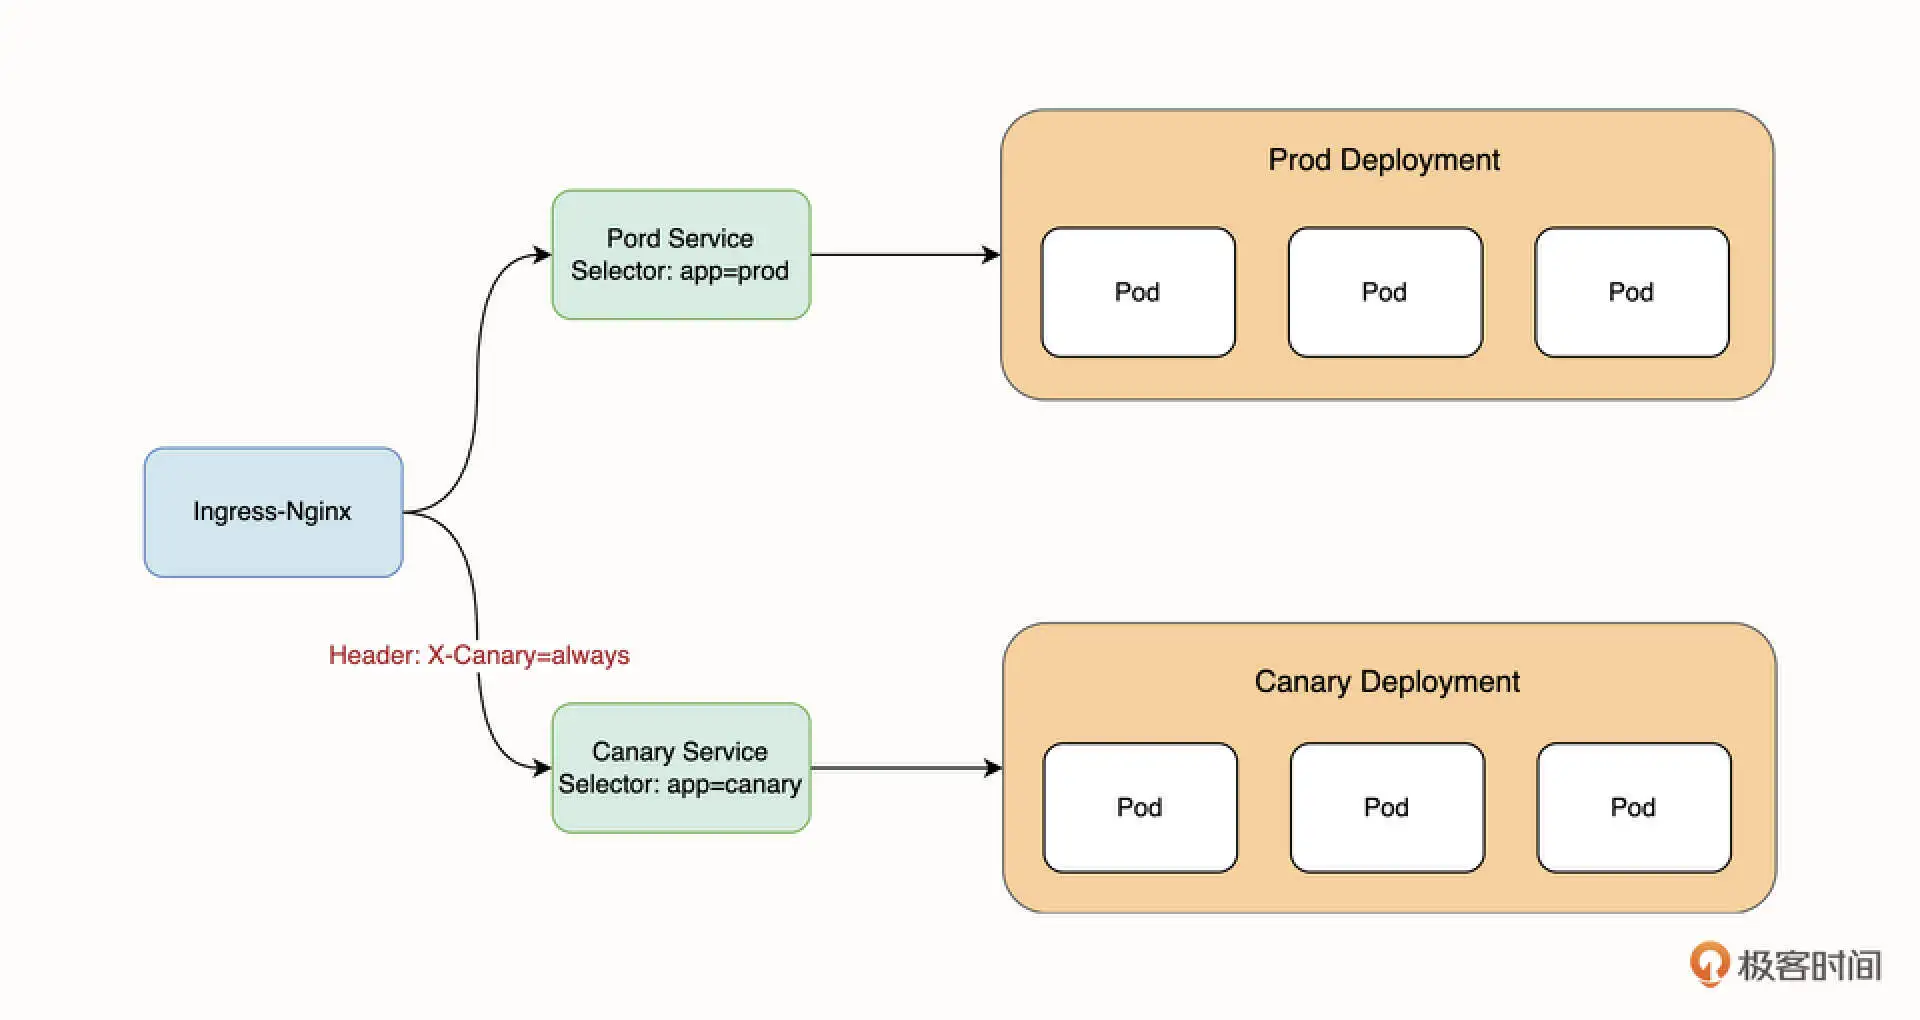 Prod Deployment
Pord Service
Selector: app=prod
Pod
Pod
Pod
Ingress-Nginx
Header: X-Canary=always
Canary Deployment
Canary Service
Selector: app=canary
Pod
Pod
Pod
极客时间